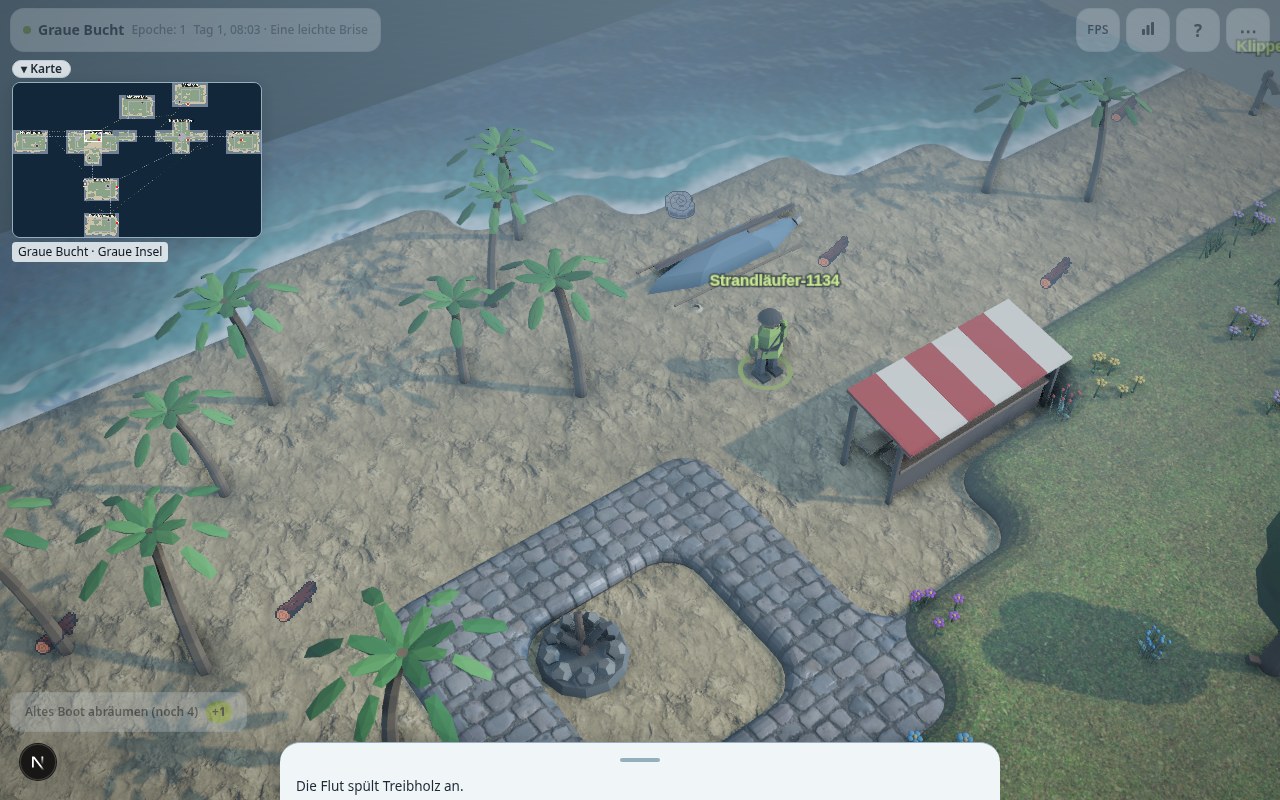 Graue Bucht Epoche: 1 Tag 1, 08:03 · Eine leichte Brise
FPS
?
...
Klippe
▾ Karte
Graue Bucht · Graue Insel
Strandläufer-1134
Altes Boot abräumen (noch 4) +1
N
Die Flut spült Treibholz an.